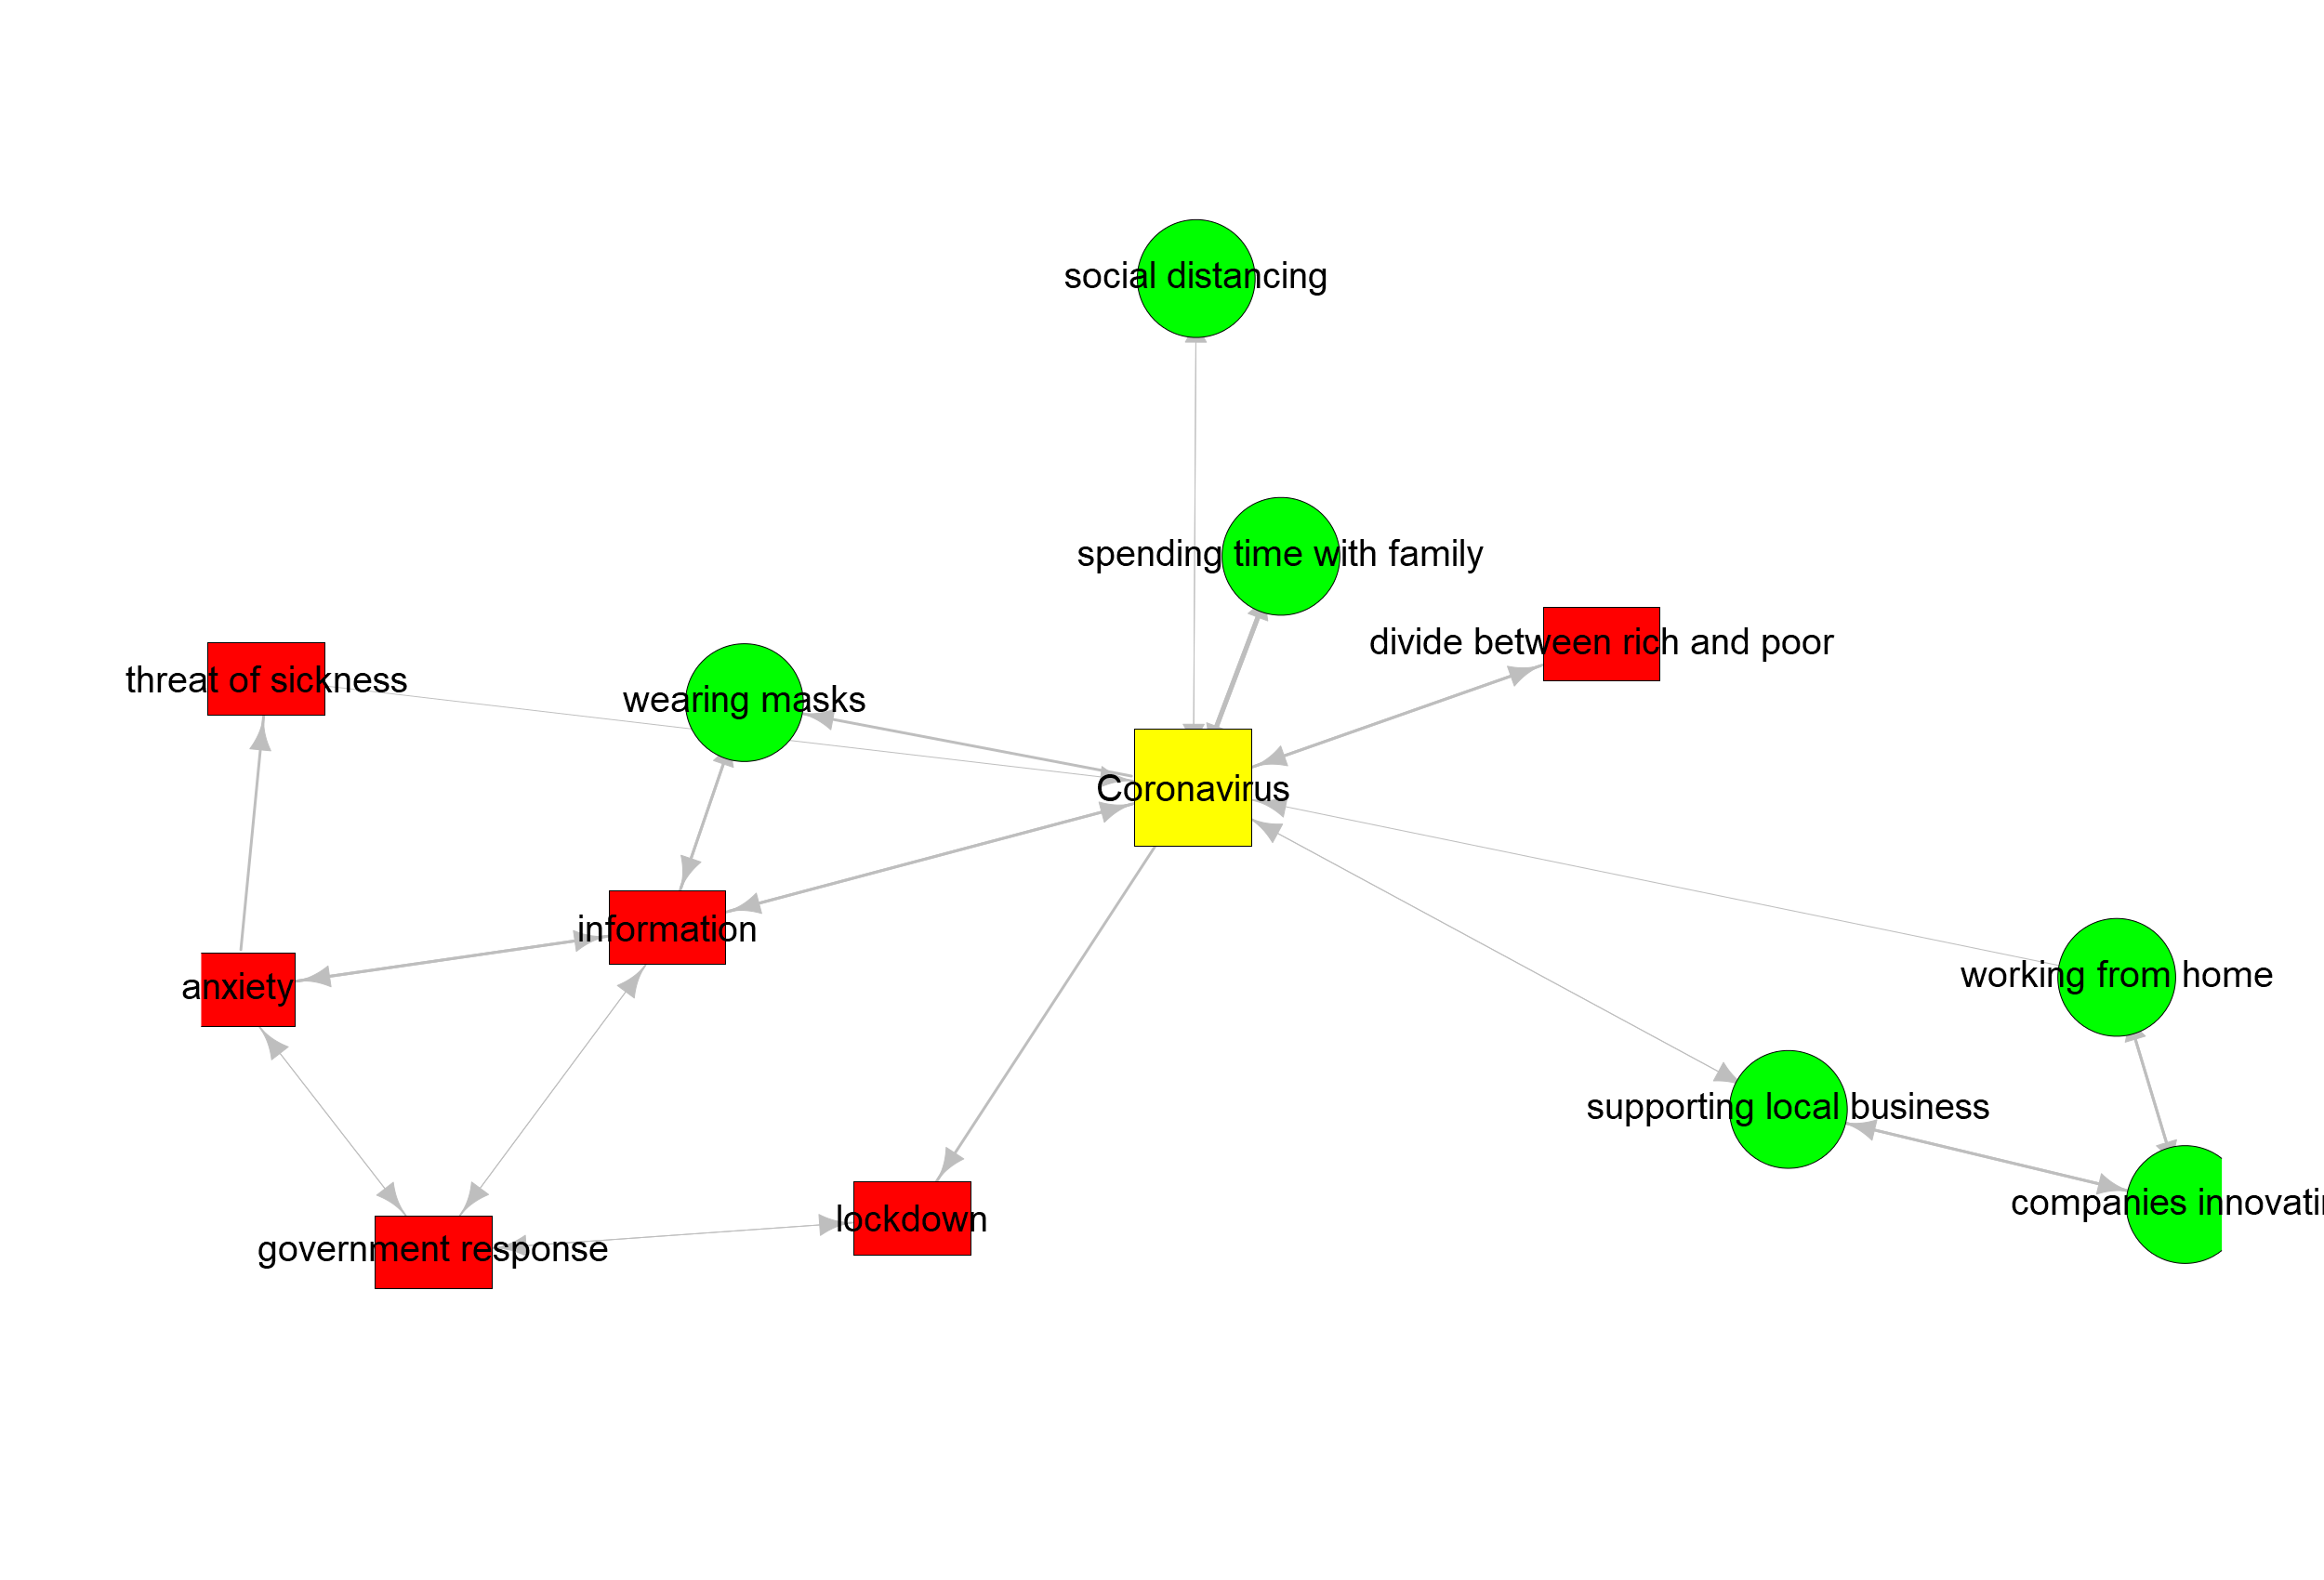 social distancing
spending time with family
divide between rich and poor
threat of sickness
wearing masks
Coronavirus
information
working from home
anxiety
supporting local business
companies
lockdown
government response